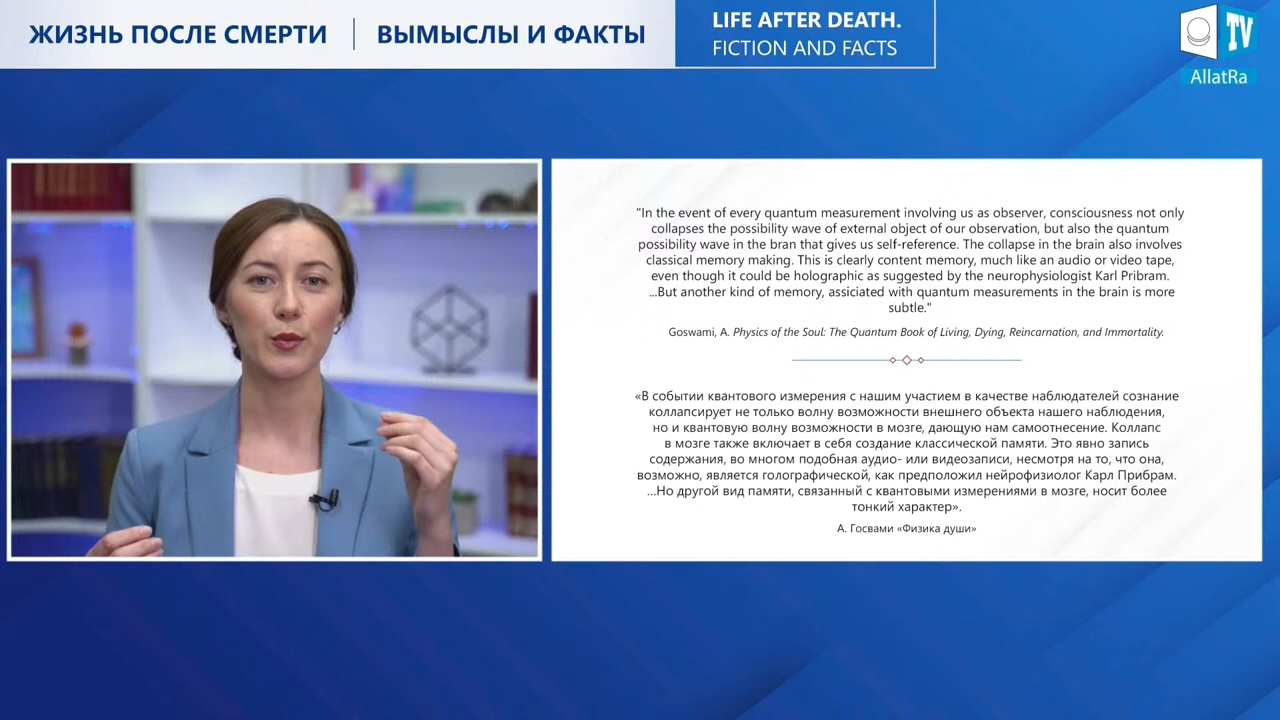 ЖИЗНЬ ПОСЛЕ СМЕРТИ
ВЫМЫСЛЫ И ФАКТЫ
LIFE AFTER DEATH.
FICTION AND FACTS
TV
AllatRa
"In the event of every quantum measurement involving us as observer, consciousness not only
collapses the possibility wave of external object of our observation, but also the quantum
possibility wave in the bran that gives us self-reference. The collapse in the brain also involves
classical memory making. This is clearly content memory, much like an audio or video tape,
even though it could be holographic as suggested by the neurophysiologist Karl Pribram.
...But another kind of memory, assiciated with quantum measurements in the brain is more
subtle."
Goswami, A. Physics of the Soul: The Quantum Book of Living, Dying, Reincarnation, and Immortality.
«В событии квантового измерения с нашим участием в качестве наблюдателей сознание
коллапсирует не только волну возможности внешнего объекта нашего наблюдения,
но и квантовую волну возможности в мозге, дающую нам самоотнесение. Коллапс
в мозге также включает в себя создание классической памяти. Это явно запись
содержания, во многом подобная аудио- или видеозаписи, несмотря на то, что она,
возможно, является голографической, как предположил нейрофизиолог Карл Прибрам.
...Но другой вид памяти, связанный с квантовыми измерениями в мозге, носит более
тонкий характер».
А. Госвами «Физика души»